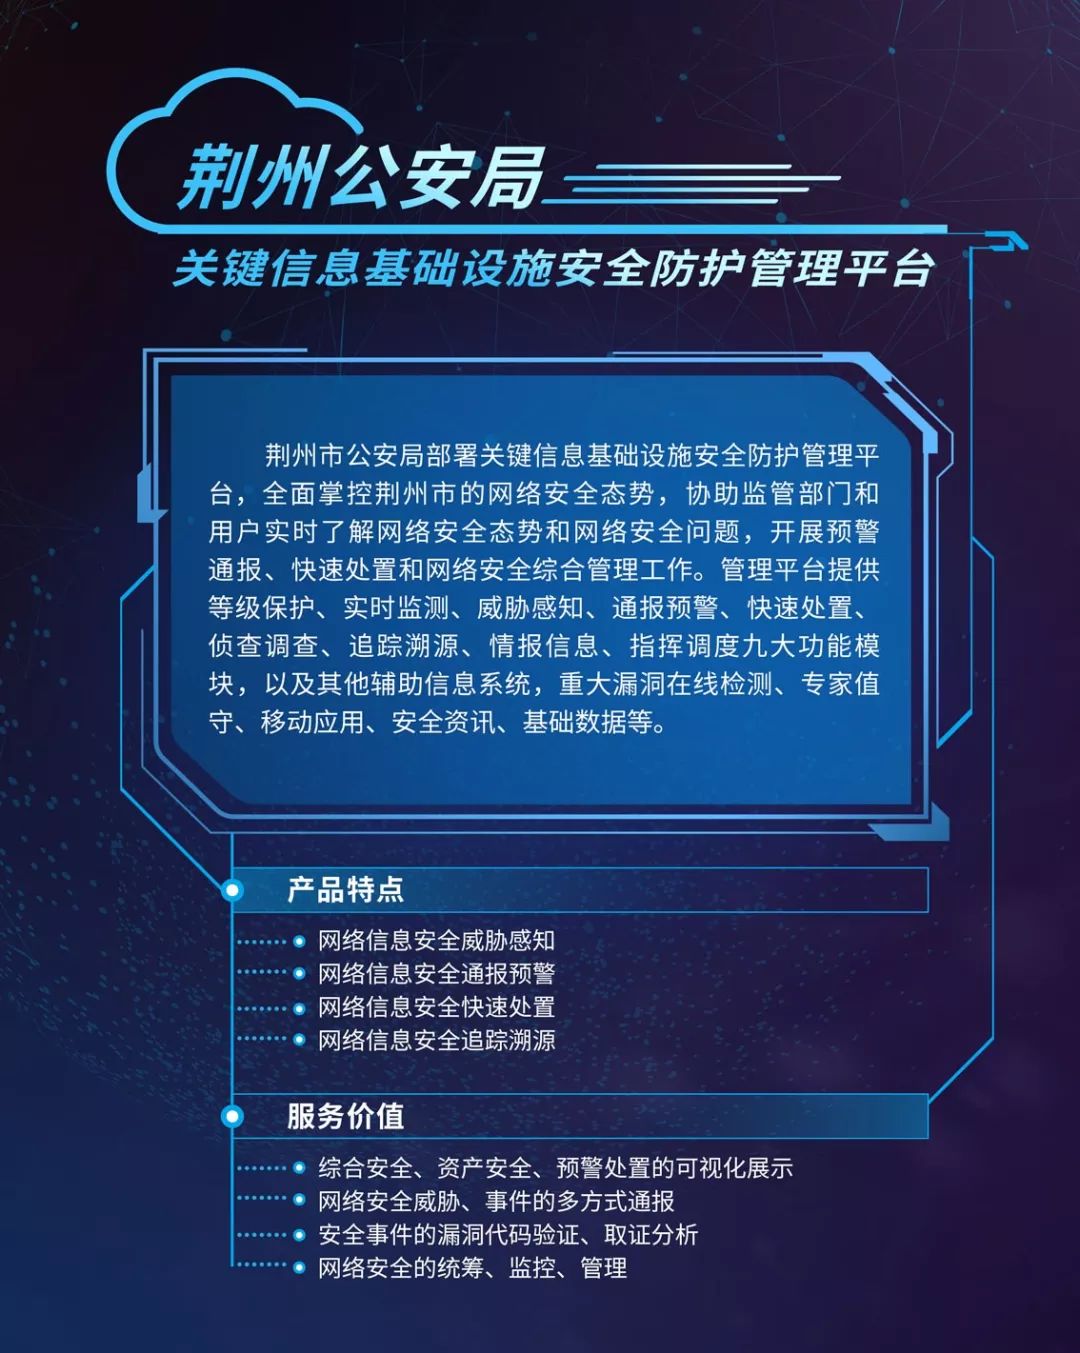 荆州公安局
关键信息基础设施安全防护管理平台
荆州市公安局部署关键信息基础设施安全防护管理平
台，全面掌控荆州市的网络安全态势，协助监管部门和
用户实时了解网络安全态势和网络安全问题，开展预警
通报、快速处置和网络安全综合管理工作。管理平台提供
等级保护、实时监测、威胁感知、通报预警、快速处置、
侦查调查、追踪溯源、情报信息、指挥调度九大功能模
块，以及其他辅助信息系统，重大漏洞在线检测、专家值
守、移动应用、安全资讯、基础数据等。
产品特点
网络信息安全威胁感知
网络信息安全通报预警
网络信息安全快速处置
网络信息安全追踪溯源
服务价值
综合安全、资产安全、预警处置的可视化展示
网络安全威胁、事件的多方式通报
安全事件的漏洞代码验证、取证分析
网络安全的统筹、监控、管理